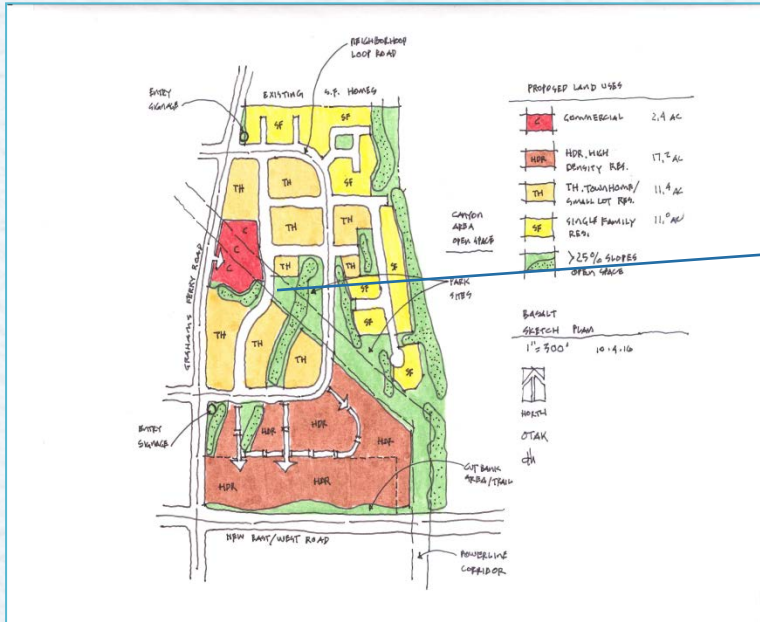 NEIGHBORHOOD
LOOP ROAD
ENTRY
SIGNAGE
EXISTING S.F. HOMES
SF
SF
SF
TH
TH
TH
TH
TH
TH
TH
SF
SF
SF
SF
C
C
C
TH
TH
TH
GRAHAMS FERRY ROAD
CANYON
AREA
OPEN SPACE
PARK
SITES
ENTRY
SIGNAGE
HDR
HDR
HDR
HDR
HDR
CUT BANK
AREA/TRAIL
NEW EAST/WEST ROAD
POWERLINE
CORRIDOR
PROPOSED LAND USES
C COMMERCIAL 2.4 AC
HDR HDR, HIGH
DENSITY RES. 17.2 AC
TH TH, TOWNHOME/
SMALL LOT RES. 11.4 AC
SF SINGLE FAMILY
RES. 11.0 AC
>25% SLOPES
OPEN SPACE
BASALT
SKETCH PLAN
1"=300' 10.4.16
NORTH
OTAK